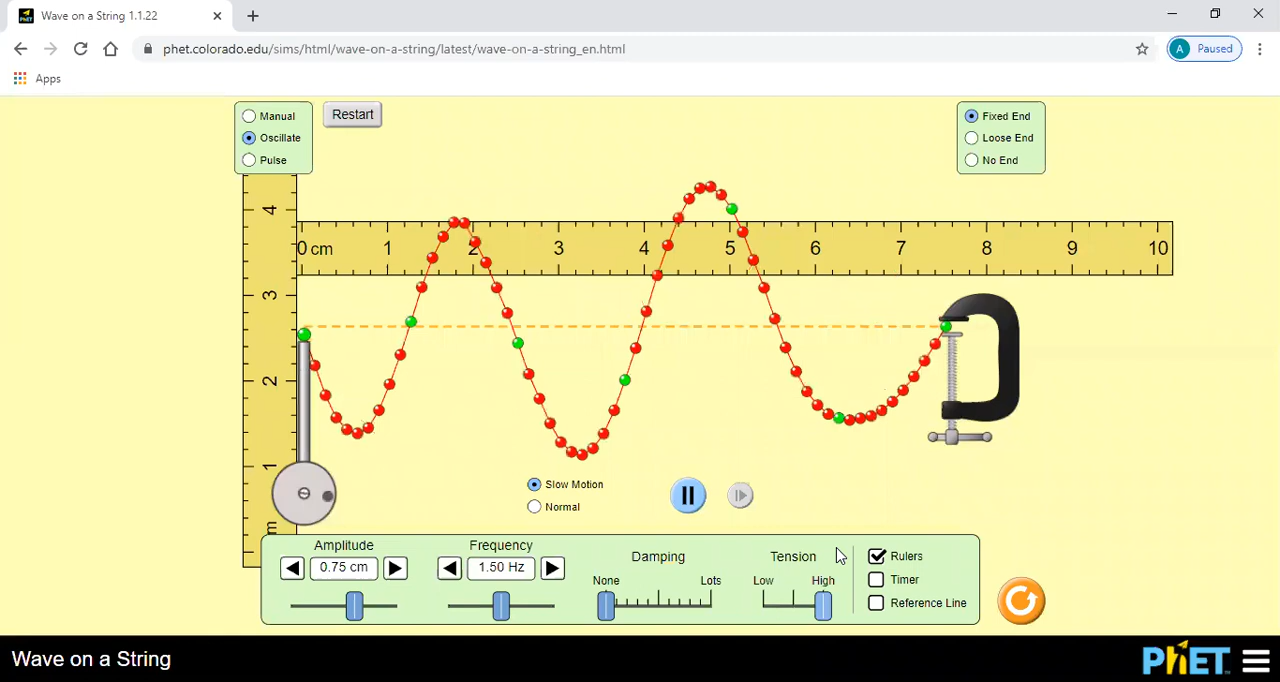 Wave on a String 1.1.22
phet.colorado.edu/sims/html/wave-on-a-string/latest/wave-on-a-string_en.html
A Paused
Apps
Manual
Oscillate
Pulse
Restart
Fixed End
Loose End
No End
4
3
2
1
m
0 cm 1 2 3 4 5 6 7 8 9 10
Slow Motion
Normal
Amplitude
0.75 cm
Frequency
1.50 Hz
Damping
None Lots
Tension
Low High
Rulers
Timer
Reference Line
Wave on a String
PhET